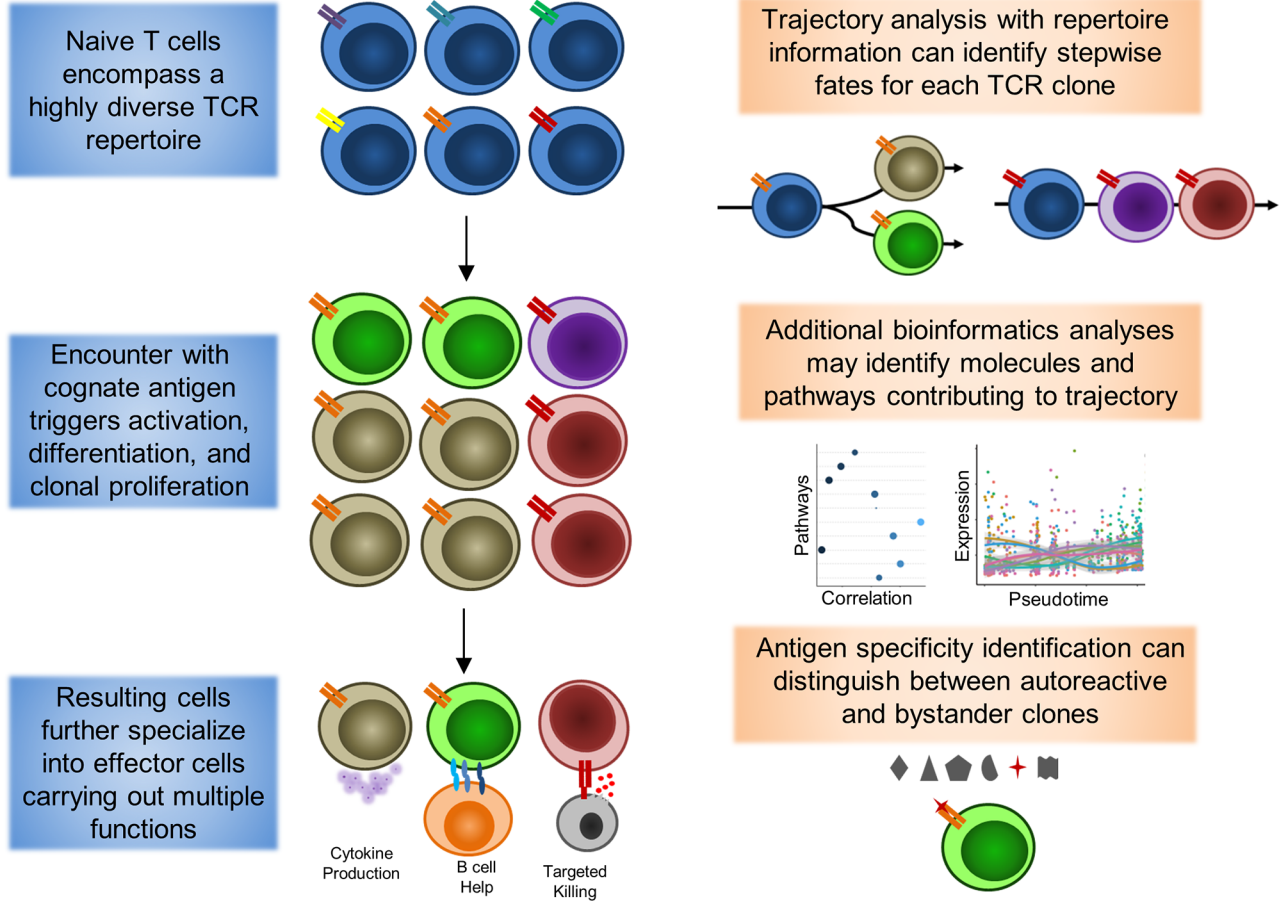 Naive T cells
encompass a
highly diverse TCR
repertoire
Encounter with
cognate antigen
triggers activation,
differentiation, and
clonal proliferation
Resulting cells
further specialize
into effector cells
carrying out multiple
functions
Cytokine
Production
B cell
Help
Targeted
Killing
Trajectory analysis with repertoire
information can identify stepwise
fates for each TCR clone
Additional bioinformatics analyses
may identify molecules and
pathways contributing to trajectory
Pathways
Correlation
Expression
Pseudotime
Antigen specificity identification can
distinguish between autoreactive
and bystander clones